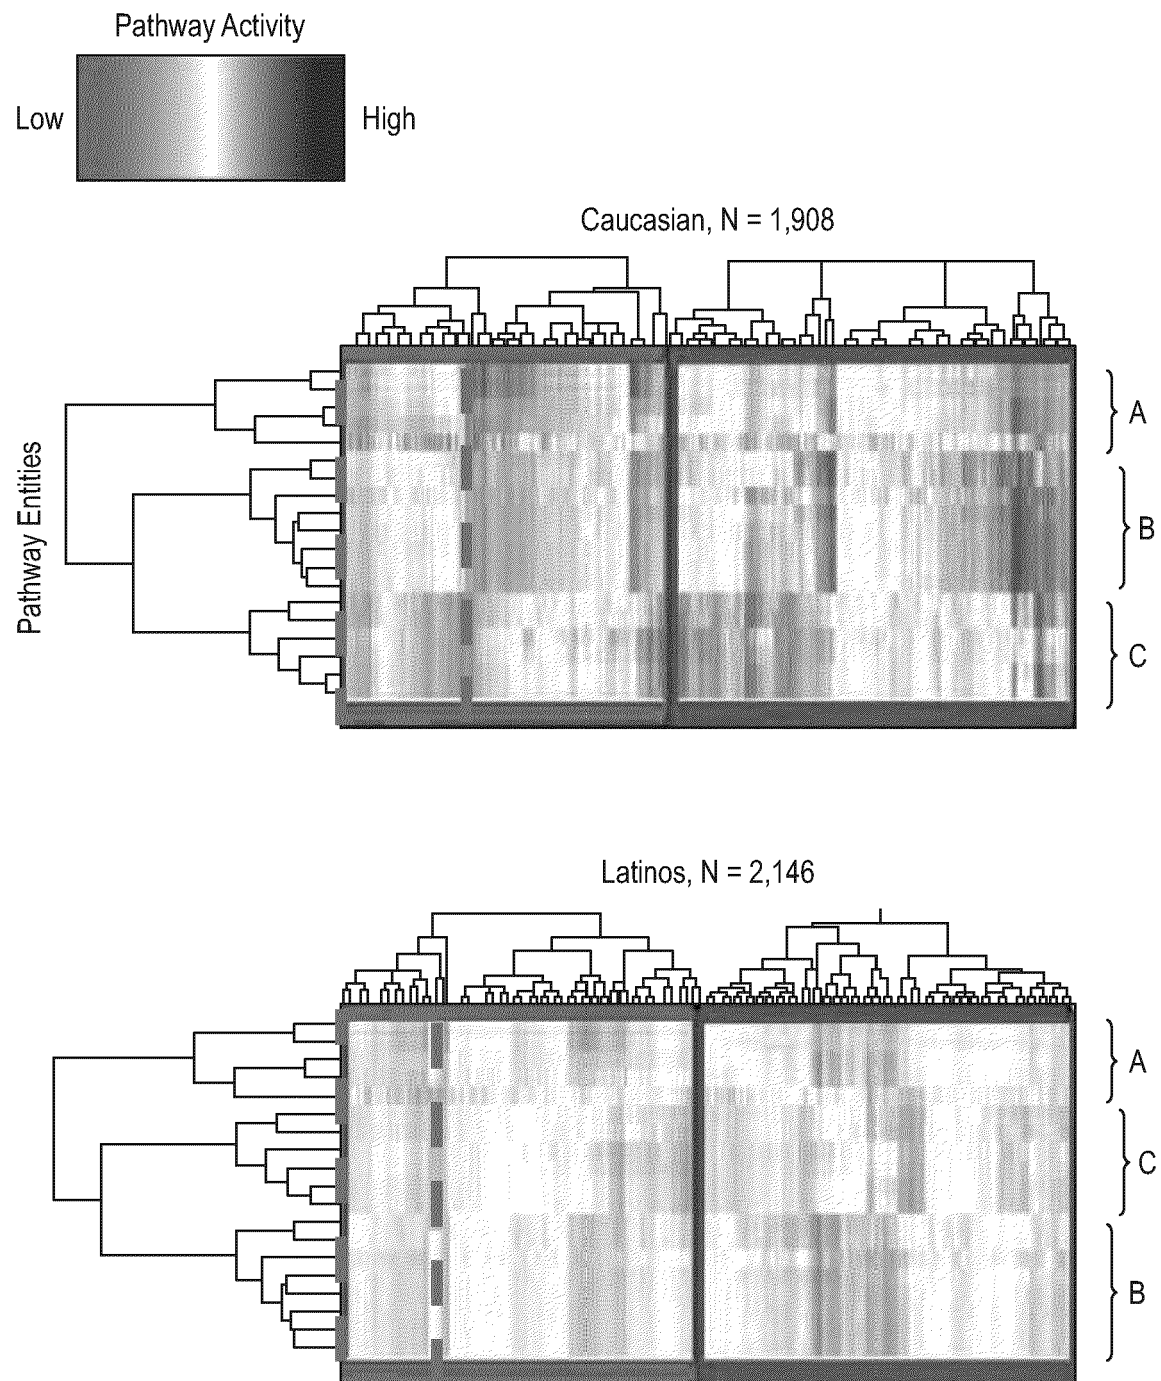 Pathway Activity
Low
High
Caucasian, N = 1,908
Pathway Entities
A
B
C
Latinos, N = 2,146
A
C
B